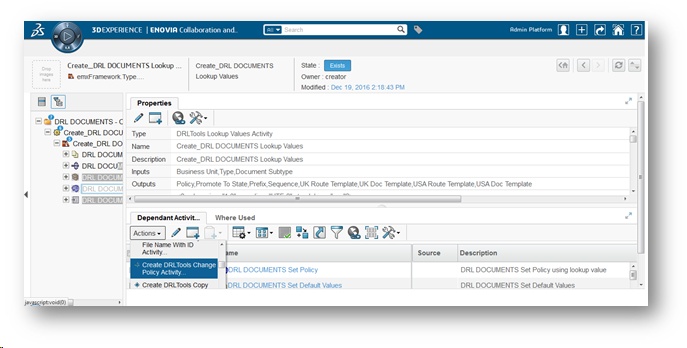 3DEXPERIENCE | ENOVIA Collaboration and..
All Search
Admin Platform
Drop images here
Create_DRL DOCUMENTS Lookup ...
emxFramework.Type....
Create_DRL DOCUMENTS
Lookup Values
State : Exists
Owner : creator
Modified : Dec 19, 2016 2:18:43 PM
DRL DOCUMENTS - C
Create_DRL DOCU
Create_DRL DO
DRL DOCUM
DRL DOCU
DRL DOCUM
DRL DOCUM
DRL DOCUM
Properties
Type DRLTools Lookup Values Activity
Name Create_DRL DOCUMENTS Lookup Values
Description Create_DRL DOCUMENTS Lookup Values
Inputs Business Unit,Type,Document Subtype
Outputs Policy,Promote To State,Prefix,Sequence,UK Route Template,UK Doc Template,USA Route Template,USA Doc Template
Dependant Activit... Where Used
Actions
File Name With ID
Activity...
Create DRLTools Change
Policy Activity...
Create DRLTools Copy
ame Source Description
DRL DOCUMENTS Set Policy DRL DOCUMENTS Set Policy using lookup value
DRL DOCUMENTS Set Default Values DRL DOCUMENTS Set Default Values
javascript:void(0)